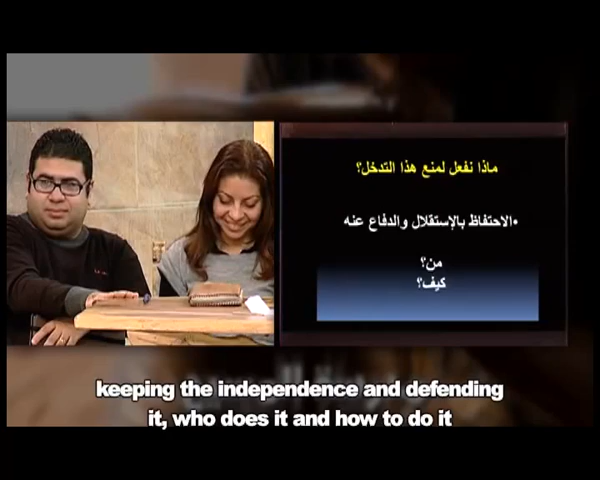 ماذا نفعل لمنع هذا التدخل؟
•الاحتفاظ بالإستقلال والدفاع عنه
من؟
كيف؟
keeping the independence and defending
it, who does it and how to do it